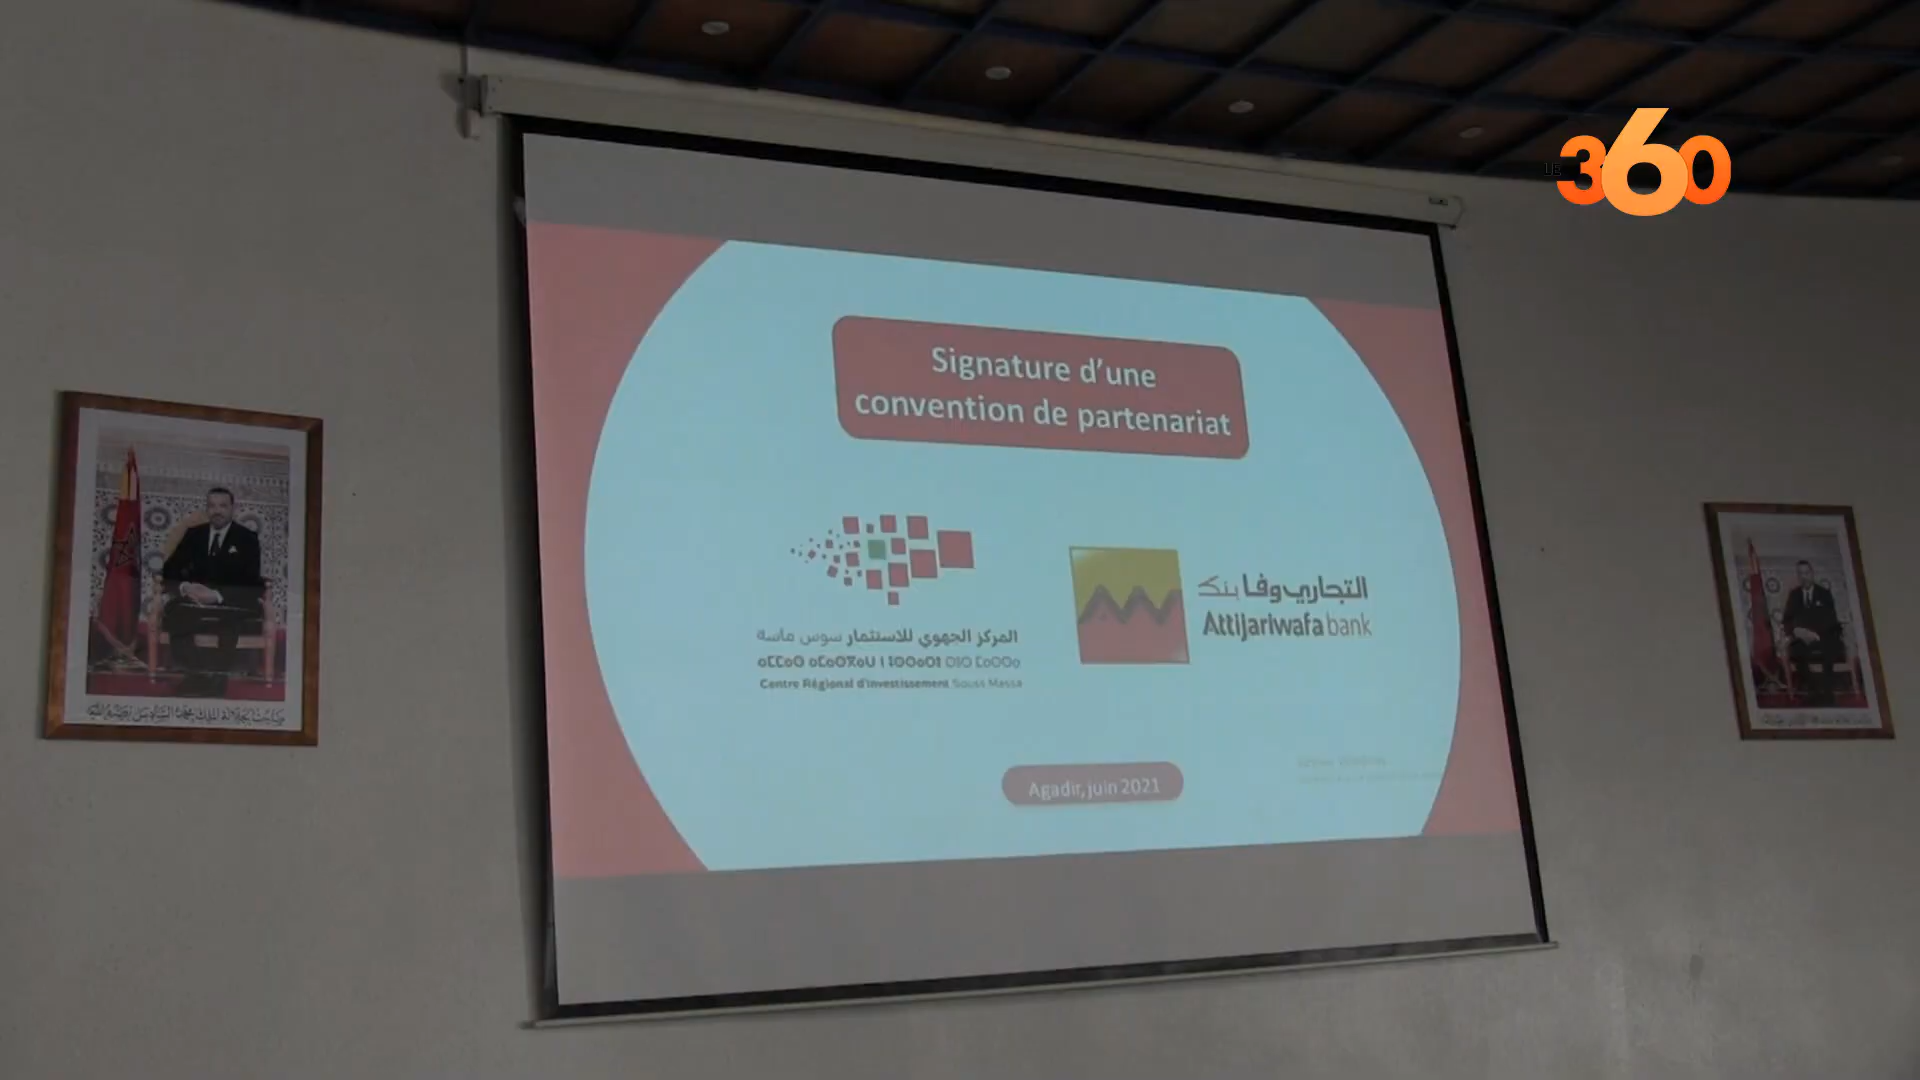 LE 360
Signature d'une
convention de partenariat
المركز الجهوي للاستثمار سوس ماسة
Centre Régional d'Investissement Souss Massa
التجاري وفا بنك
Attijariwafa bank
Agadir, juin 2021